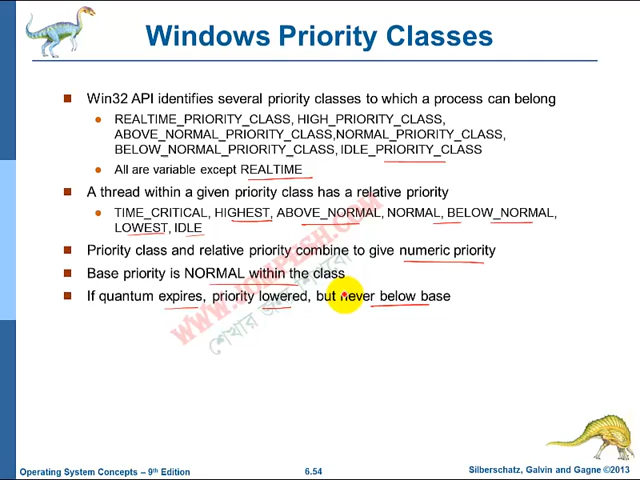 Windows Priority Classes
Win32 API identifies several priority classes to which a process can belong
REALTIME_PRIORITY_CLASS, HIGH_PRIORITY_CLASS,
ABOVE_NORMAL_PRIORITY_CLASS,NORMAL_PRIORITY_CLASS,
BELOW_NORMAL_PRIORITY_CLASS, IDLE_PRIORITY_CLASS
All are variable except REALTIME
A thread within a given priority class has a relative priority
TIME_CRITICAL, HIGHEST, ABOVE_NORMAL, NORMAL, BELOW_NORMAL,
LOWEST, IDLE
Priority class and relative priority combine to give numeric priority
Base priority is NORMAL within the class
If quantum expires, priority lowered, but never below base
WWW.JOMPESH.COM
শেখার জন্য
Operating System Concepts – 9th Edition
6.54
Silberschatz, Galvin and Gagne ©2013